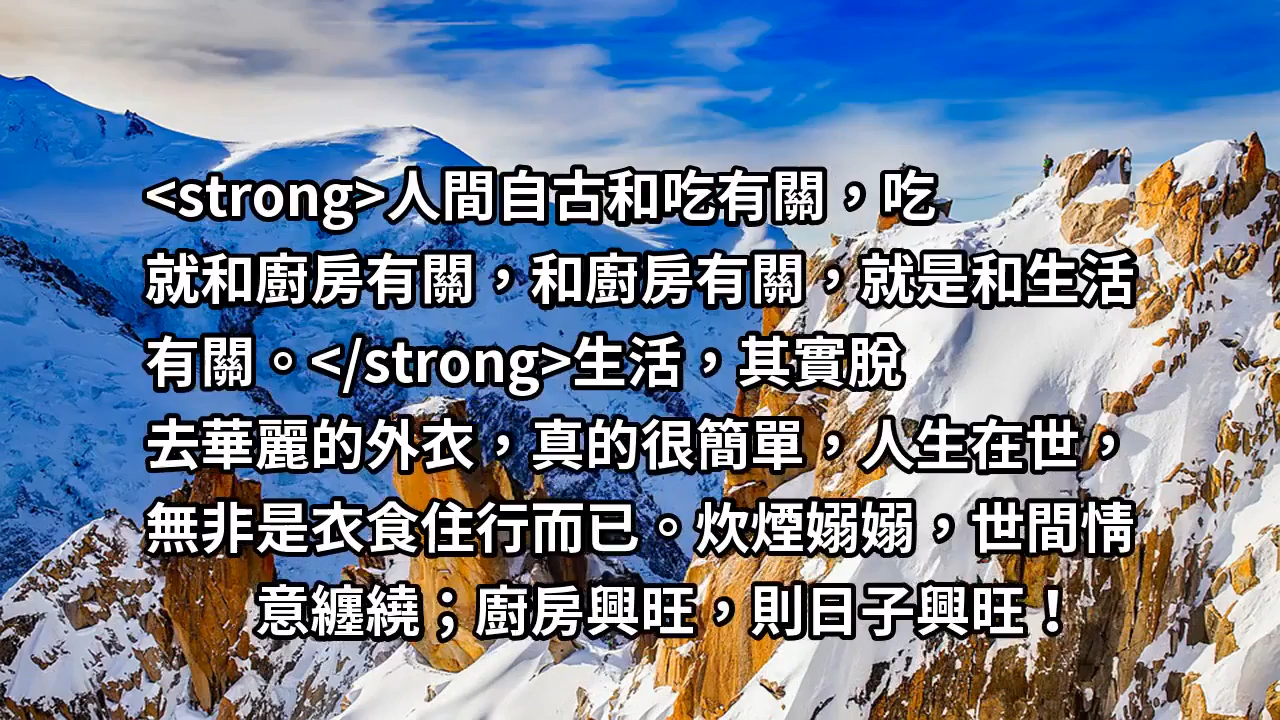 <strong>人間自古和吃有關，吃
就和廚房有關，和廚房有關，就是和生活
有關。</strong>生活，其實脫
去華麗的外衣，真的很簡單，人生在世，
無非是衣食住行而已。炊煙嫋嫋，世間情
意纏繞；廚房興旺，則日子興旺！